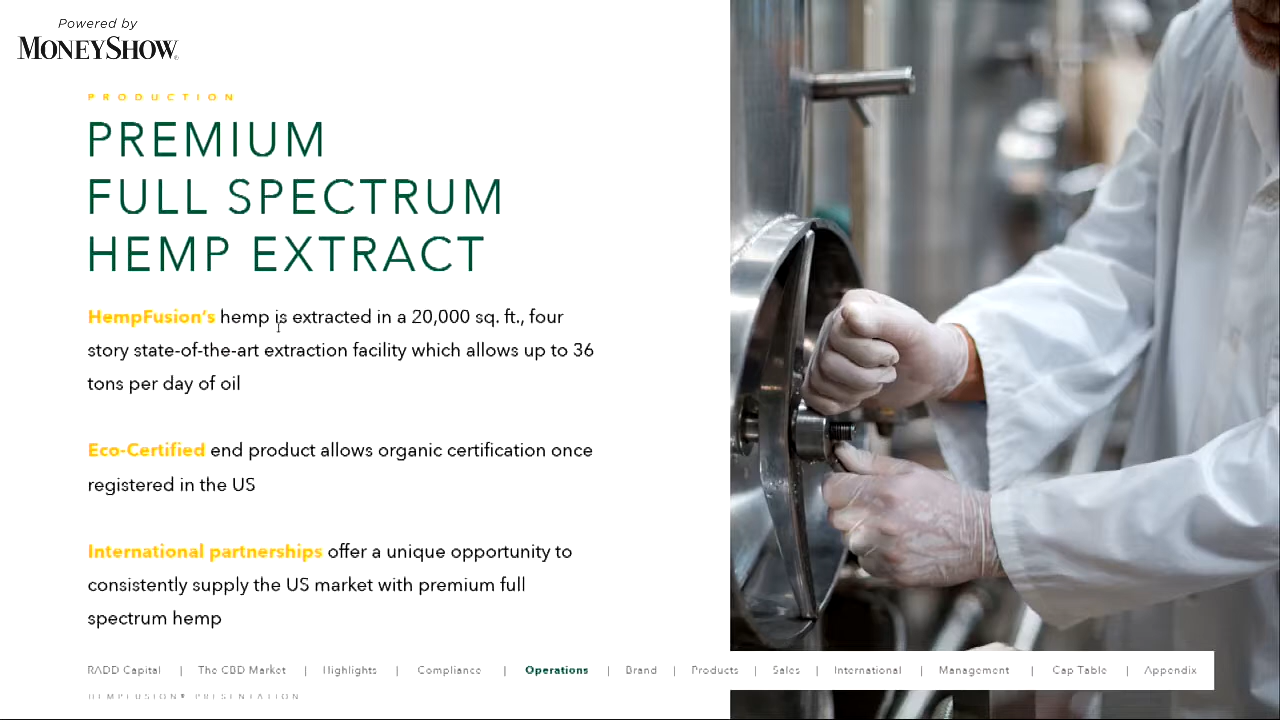 Powered by
MONEYSHOW
PRODUCTION
PREMIUM
FULL SPECTRUM
HEMP EXTRACT
HempFusion's hemp is extracted in a 20,000 sq. ft., four
story state-of-the-art extraction facility which allows up to 36
tons per day of oil
Eco-Certified end product allows organic certification once
registered in the US
International partnerships offer a unique opportunity to
consistently supply the US market with premium full
spectrum hemp
RADD Capital | The CBD Market | Highlights | Compliance | Operations | Brand | Products | Sales | International | Management | Cap Table | Appendix
HEMPFUSION® PRESENTATION